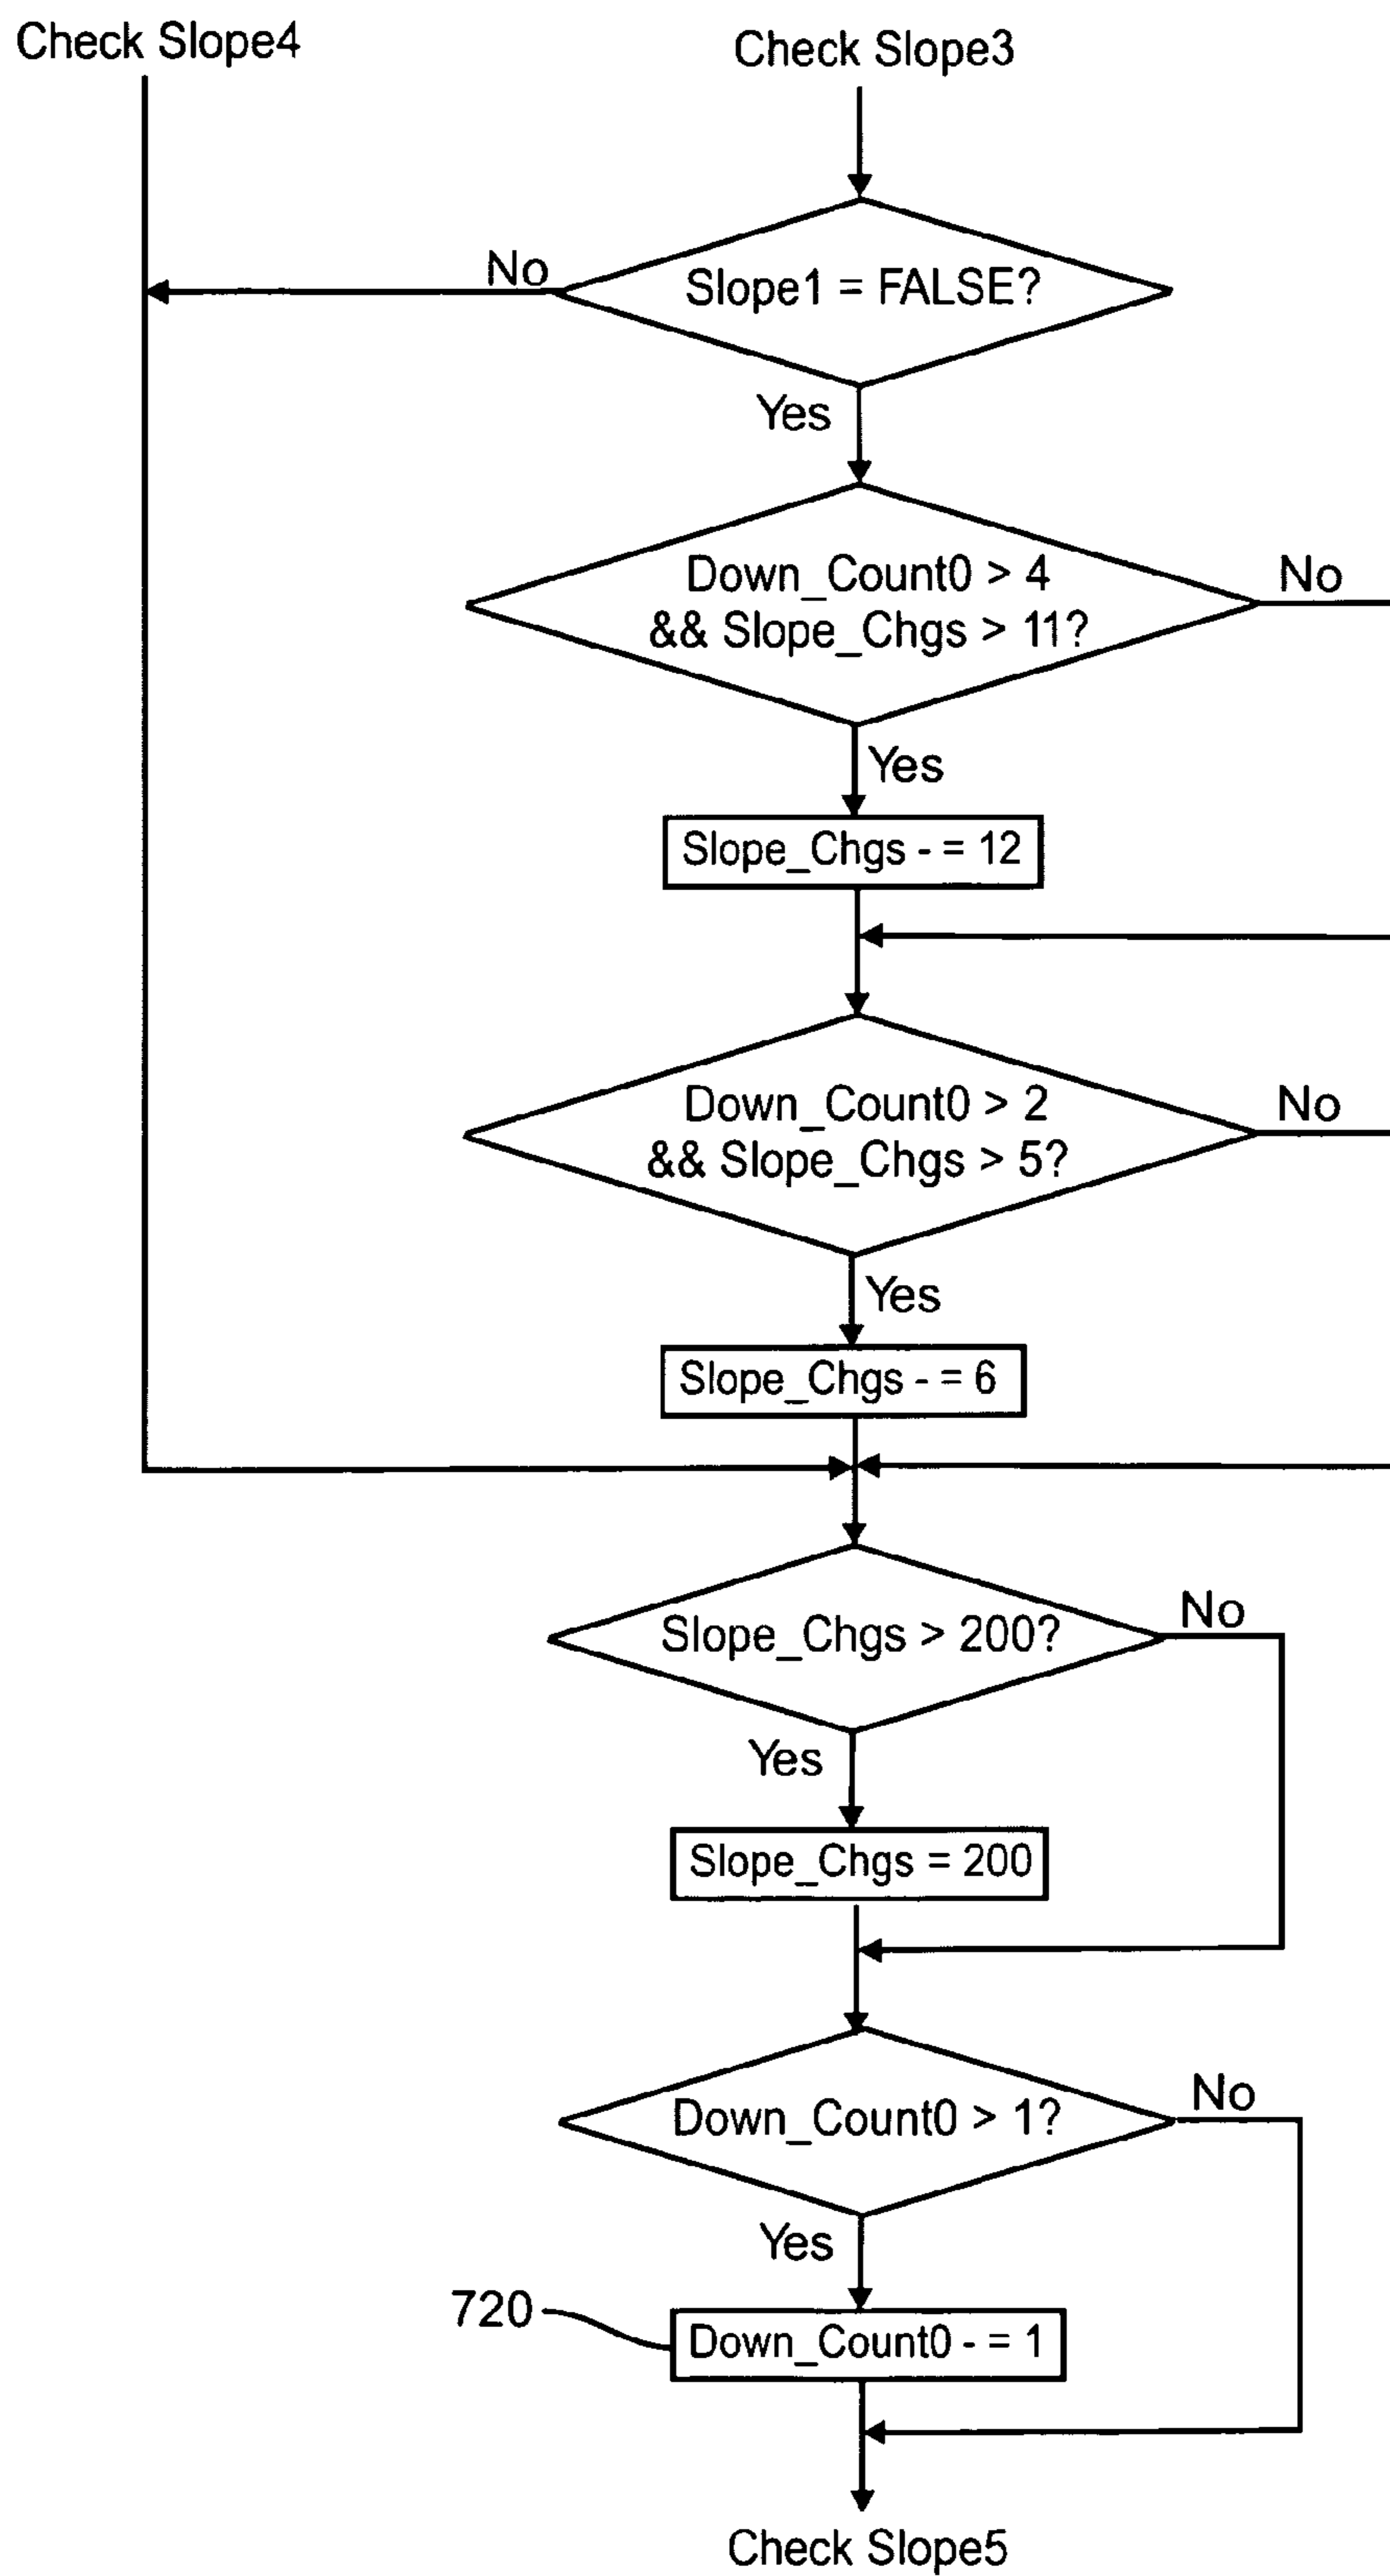 Check Slope4
Check Slope3
No
Slope1 = FALSE?
Yes
Down_Count0 > 4
&& Slope_Chgs > 11?
No
Yes
Slope_Chgs - = 12
Down_Count0 > 2
&& Slope_Chgs > 5?
No
Yes
Slope_Chgs - = 6
Slope_Chgs > 200?
No
Yes
Slope_Chgs = 200
Down_Count0 > 1?
No
Yes
720
Down_Count0 - = 1
Check Slope5